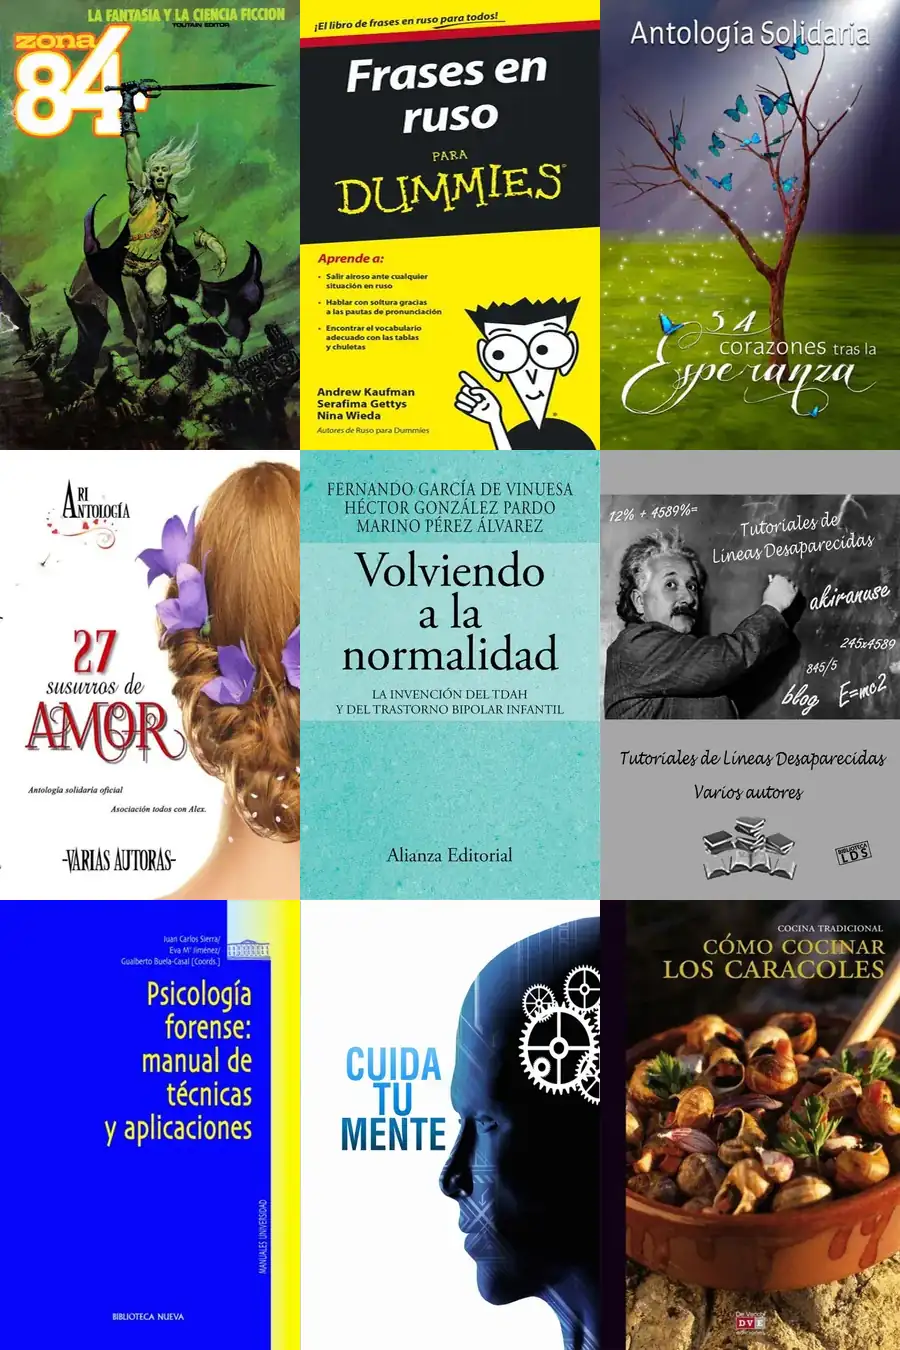 LA FANTASIA Y LA CIENCIA FICCION
TOUTAIN EDITOR
zona
84
¡El libro de frases en ruso para todos!
Frases en
ruso
PARA
DUMMIES®
Aprende a:
• Salir airoso ante cualquier
situación en ruso
• Hablar con soltura gracias
a las pautas de pronunciación
• Encontrar el vocabulario
adecuado con las tablas
y chuletas
Andrew Kaufman
Serafima Gettys
Nina Wieda
Autores de Ruso para Dummies
Antología Solidaria
54
corazones tras la
Esperanza
ARI
ANTOLOGÍA
27
susurros de
AMOR
Antología solidaria oficial
Asociación todos con Alex.
-VARIAS AUTORAS-
FERNANDO GARCÍA DE VINUESA
HÉCTOR GONZÁLEZ PARDO
MARINO PÉREZ ÁLVAREZ
Volviendo
a la
normalidad
LA INVENCIÓN DEL TDAH
Y DEL TRASTORNO BIPOLAR INFANTIL
Alianza Editorial
12% + 4589%=
Tutoriales de
Líneas Desaparecidas
akiranuse
245x4589
845/5
blog
E=mc2
Tutoriales de Líneas Desaparecidas
Varios autores
BIBLIOTECA
LDS
Juan Carlos Sierra/
Eva Mª Jiménez/
Gualberto Buela-Casal (Coords.)
Psicología
forense:
manual de
técnicas
y aplicaciones
MANUALES UNIVERSIDAD
BIBLIOTECA NUEVA
CUIDA
TU
MENTE
COCINA TRADICIONAL
CÓMO COCINAR
LOS CARACOLES
De Vecchi
DVE
ediciones